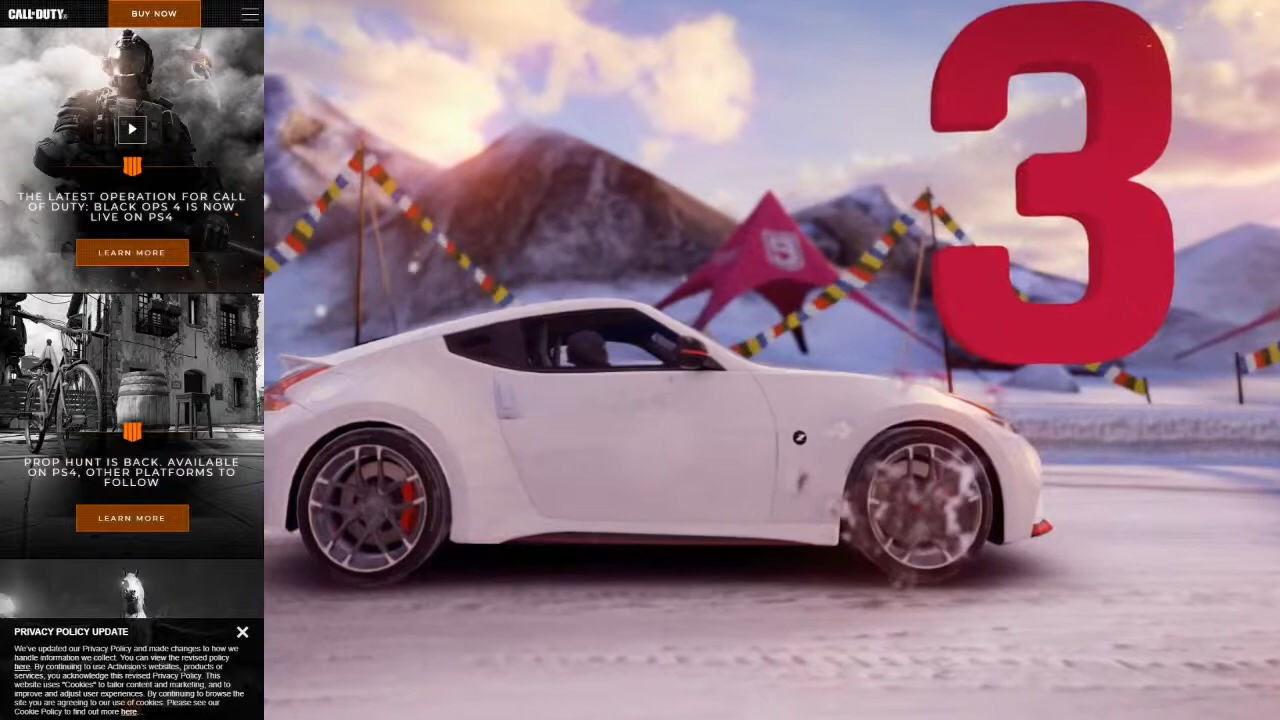 CALL OF DUTY®
BUY NOW
THE LATEST OPERATION FOR CALL
OF DUTY: BLACK OPS 4 IS NOW
LIVE ON PS4
LEARN MORE
PROP HUNT IS BACK. AVAILABLE
ON PS4, OTHER PLATFORMS TO
FOLLOW
LEARN MORE
PRIVACY POLICY UPDATE
We've updated our Privacy Policy and made changes to how we
handle information we collect. You can view the revised policy
here. By continuing to use Activision's websites, products or
services, you acknowledge this revised Privacy Policy. This
website uses "Cookies" to tailor content and marketing, and to
improve and adjust user experiences. By continuing to browse the
site you are agreeing to our use of cookies. Please see our
Cookie Policy to find out more here. .
3